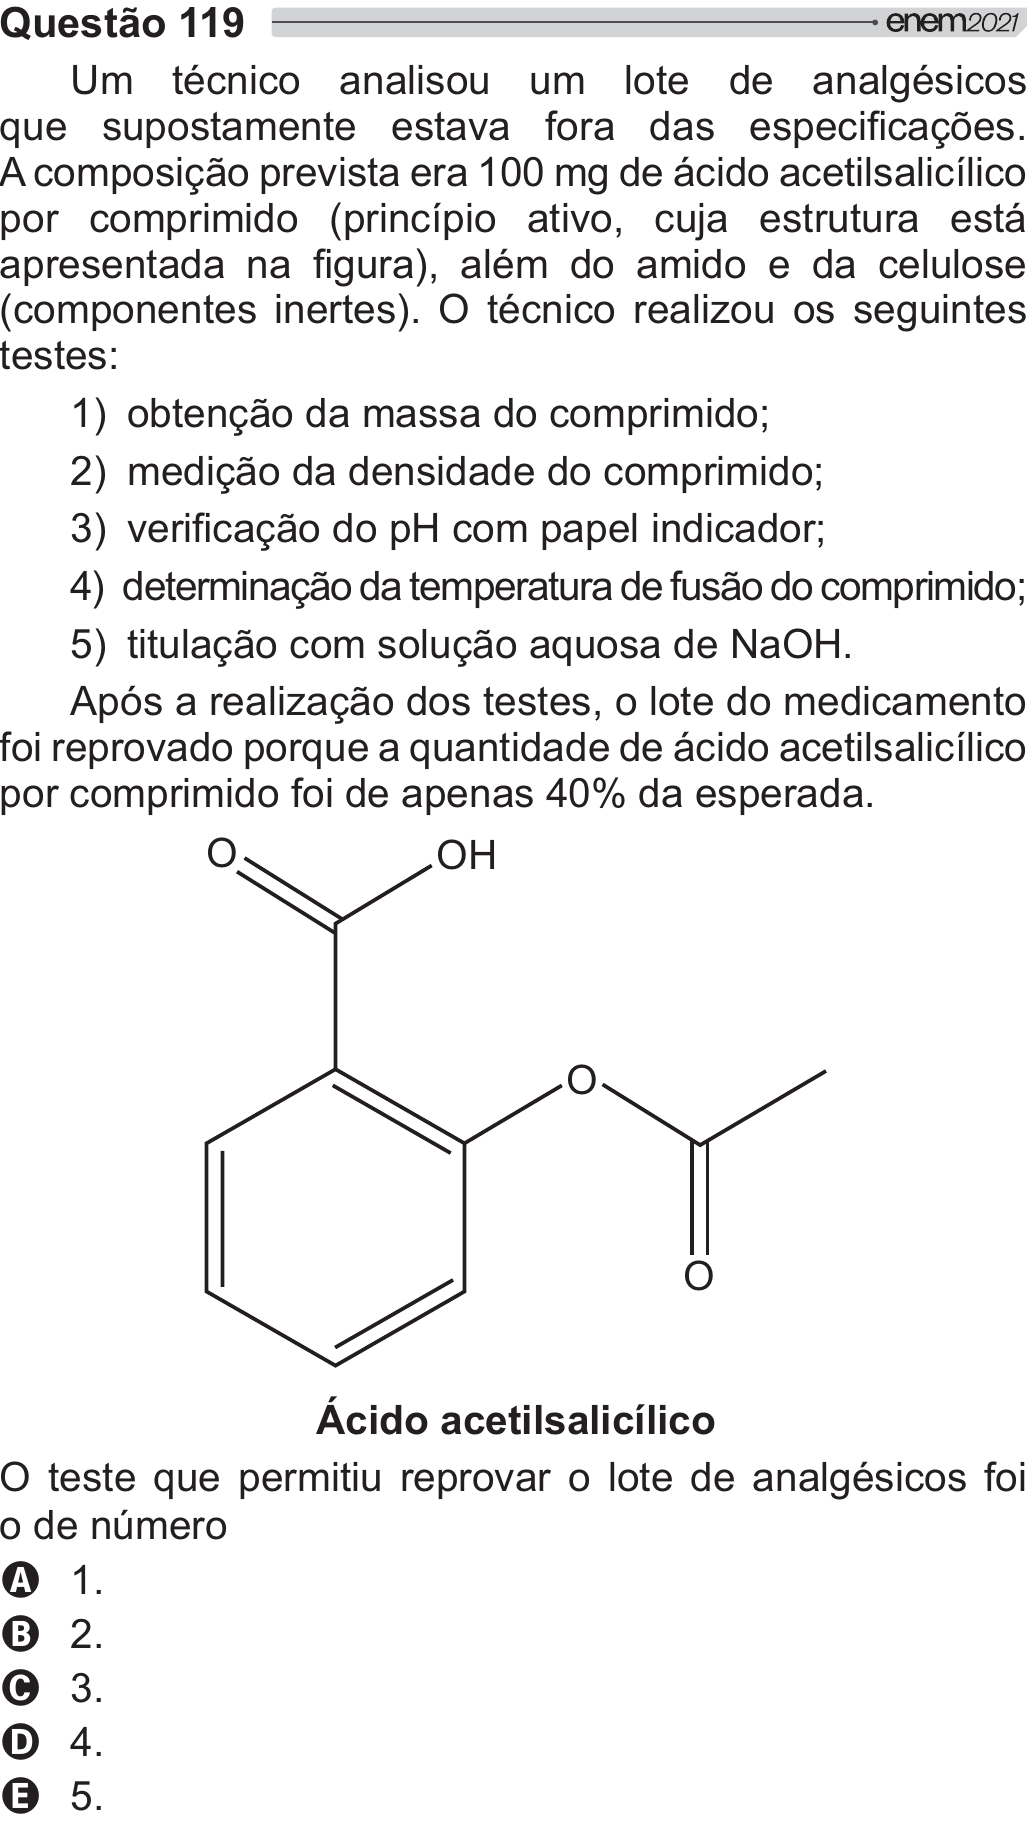 Questão 119 enem2021
Um técnico analisou um lote de analgésicos
que supostamente estava fora das especificações.
A composição prevista era 100 mg de ácido acetilsalicílico
por comprimido (princípio ativo, cuja estrutura está
apresentada na figura), além do amido e da celulose
(componentes inertes). O técnico realizou os seguintes
testes:
1) obtenção da massa do comprimido;
2) medição da densidade do comprimido;
3) verificação do pH com papel indicador;
4) determinação da temperatura de fusão do comprimido;
5) titulação com solução aquosa de NaOH.
Após a realização dos testes, o lote do medicamento
foi reprovado porque a quantidade de ácido acetilsalicílico
por comprimido foi de apenas 40% da esperada.
O OH
O
O
Ácido acetilsalicílico
O teste que permitiu reprovar o lote de analgésicos foi
o de número
A 1.
B 2.
C 3.
D 4.
E 5.